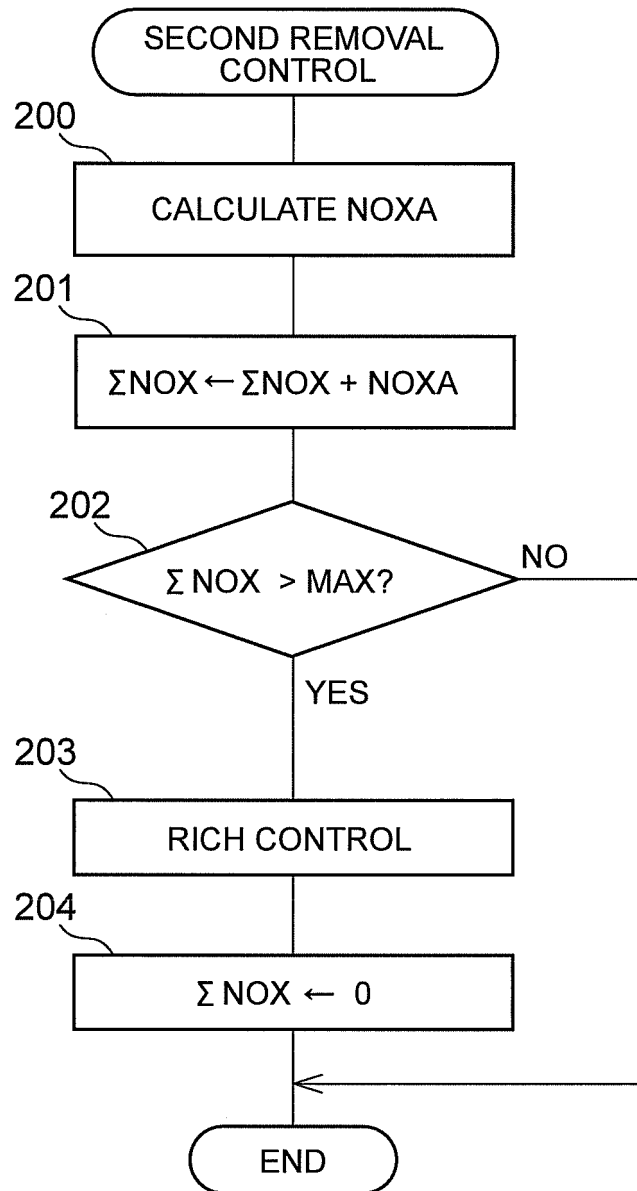 SECOND REMOVAL
CONTROL
200
CALCULATE NOXA
201
ΣNOX ← ΣNOX + NOXA
202
Σ NOX > MAX?
NO
YES
203
RICH CONTROL
204
Σ NOX ← 0
END